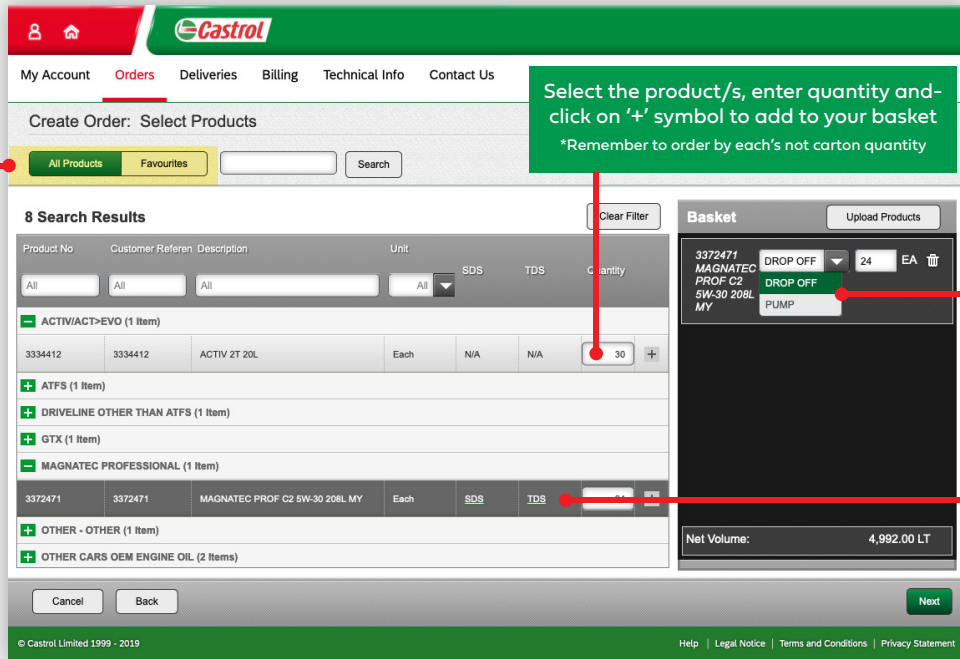 Castrol
My Account Orders Deliveries Billing Technical Info Contact Us
Select the product/s, enter quantity and-
click on '+' symbol to add to your basket
*Remember to order by each's not carton quantity
Create Order: Select Products
All Products Favourites Search
8 Search Results Clear Filter
Product No Customer Referen Description Unit SDS TDS Quantity
All All All All
ACTIV/ACT>EVO (1 Item)
3334412 3334412 ACTIV 2T 20L Each N/A N/A 30 +
ATFS (1 Item)
DRIVELINE OTHER THAN ATFS (1 Item)
GTX (1 Item)
MAGNATEC PROFESSIONAL (1 Item)
3372471 3372471 MAGNATEC PROF C2 5W-30 208L MY Each SDS TDS
OTHER - OTHER (1 Item)
OTHER CARS OEM ENGINE OIL (2 Items)
Basket Upload Products
3372471
MAGNATEC
PROF C2
5W-30 208L
MY
DROP OFF 24 EA
DROP OFF
PUMP
Net Volume: 4,992.00 LT
Cancel Back Next
© Castrol Limited 1999 - 2019 Help | Legal Notice | Terms and Conditions | Privacy Statement